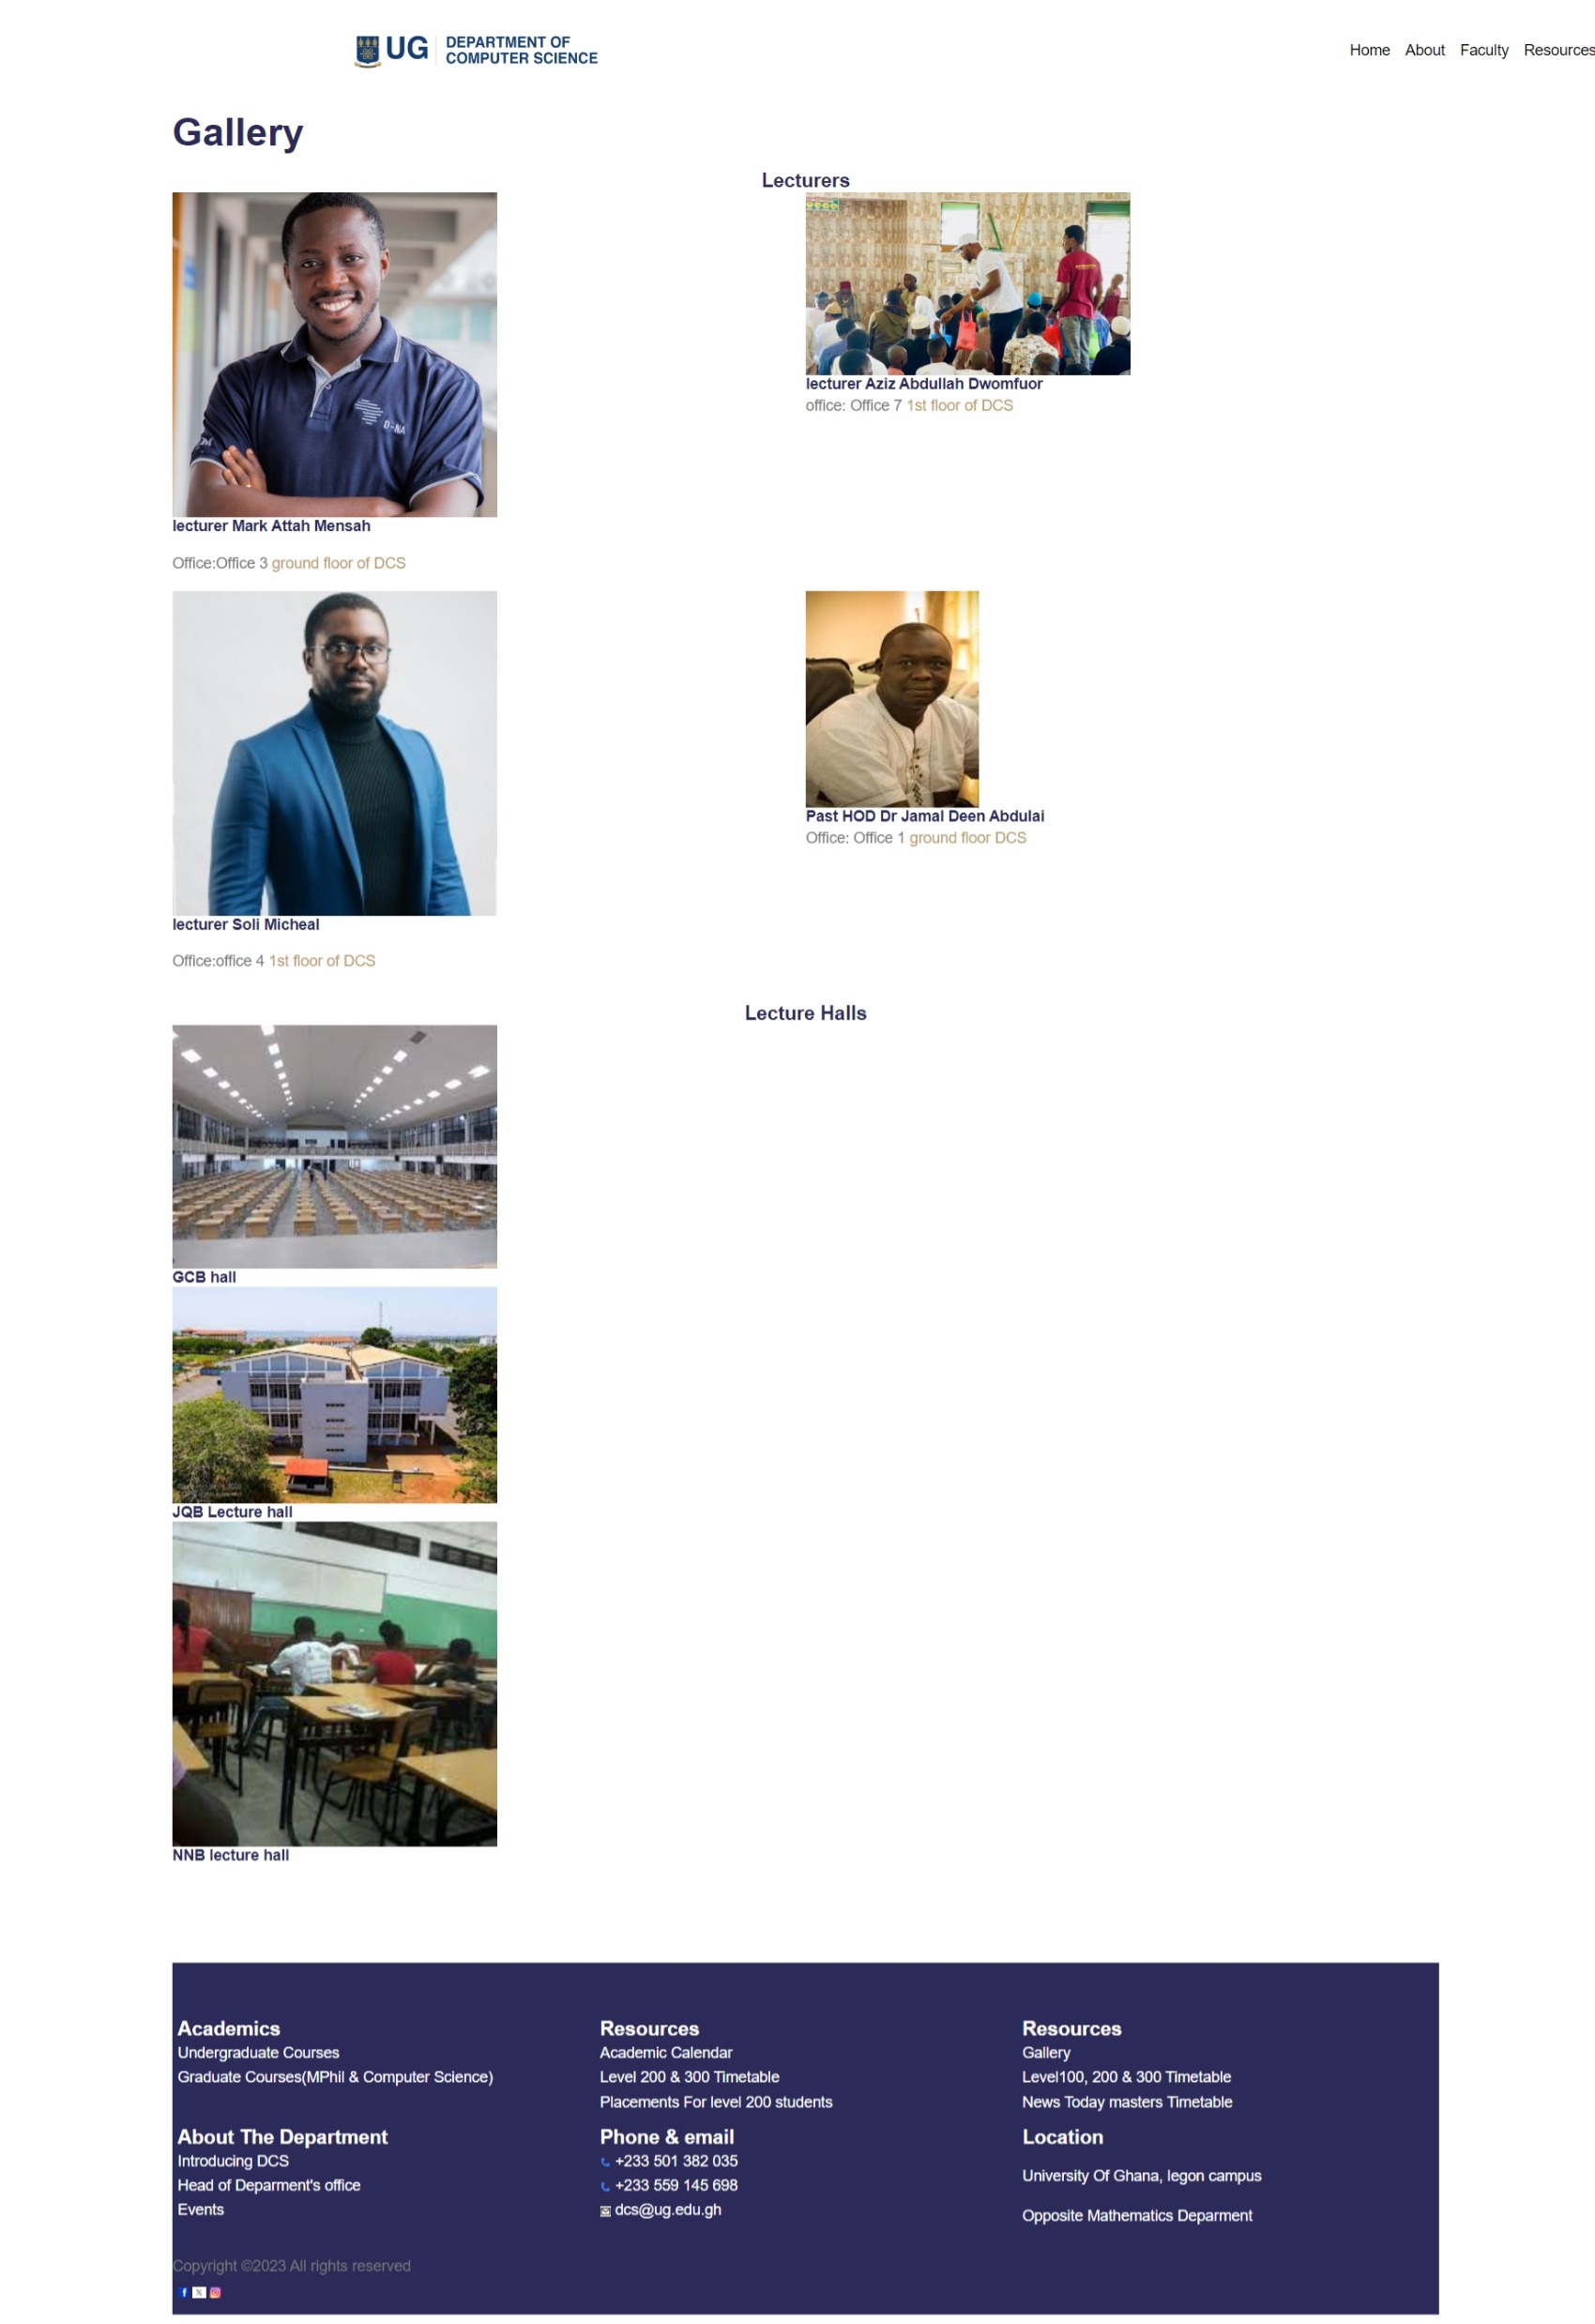 UG
DEPARTMENT OF
COMPUTER SCIENCE
Home About Faculty Resources
Gallery
Lecturers
D-NA
lecturer Mark Attah Mensah
Office:Office 3 ground floor of DCS
lecturer Aziz Abdullah Dwomfuor
office: Office 7 1st floor of DCS
lecturer Soli Micheal
Office:office 4 1st floor of DCS
Past HOD Dr Jamal Deen Abdulai
Office: Office 1 ground floor DCS
Lecture Halls
GCB hall
JQB Lecture hall
NNB lecture hall
Academics
Undergraduate Courses
Graduate Courses(MPhil & Computer Science)
Resources
Academic Calendar
Level 200 & 300 Timetable
Placements For level 200 students
Resources
Gallery
Level100, 200 & 300 Timetable
News Today masters Timetable
About The Department
Introducing DCS
Head of Deparment's office
Events
Phone & email
+233 501 382 035
+233 559 145 698
dcs@ug.edu.gh
Location
University Of Ghana, legon campus
Opposite Mathematics Deparment
Copyright ©2023 All rights reserved